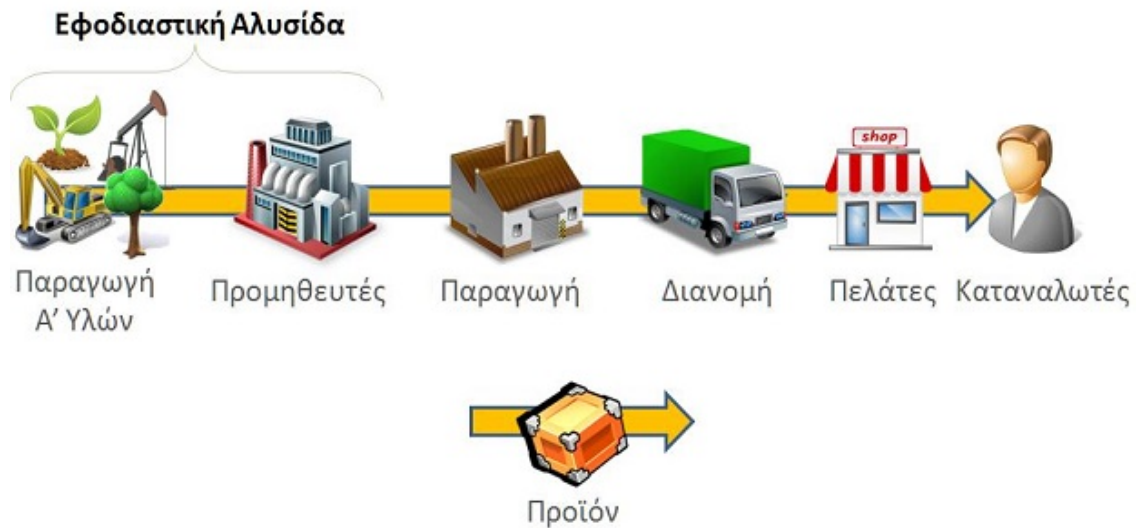 Εφοδιαστική Αλυσίδα
shop
Παραγωγή
Α' Υλών
Προμηθευτές
Παραγωγή
Διανομή
Πελάτες
Καταναλωτές
Προϊόν